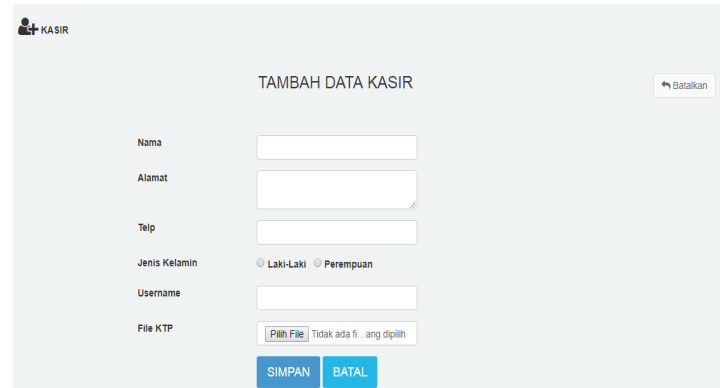 KASIR
TAMBAH DATA KASIR
Batalkan
Nama
Alamat
Telp
Jenis Kelamin
Laki-Laki Perempuan
Username
File KTP
Pilih File Tidak ada fi...ang dipilih
SIMPAN BATAL